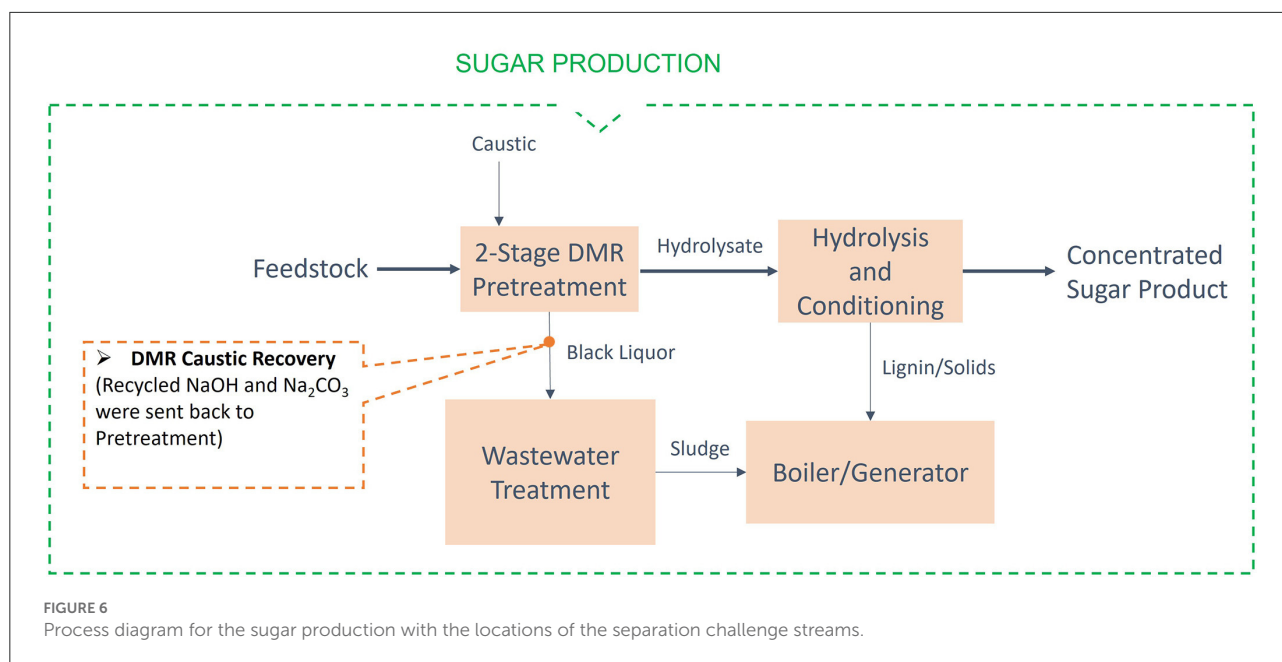 SUGAR PRODUCTION
Caustic
Feedstock
2-Stage DMR
Pretreatment
Hydrolysate
Hydrolysis
and
Conditioning
Concentrated
Sugar Product
➢ DMR Caustic Recovery
(Recycled NaOH and Na₂CO₃
were sent back to
Pretreatment)
Black Liquor
Lignin/Solids
Wastewater
Treatment
Sludge
Boiler/Generator
FIGURE 6
Process diagram for the sugar production with the locations of the separation challenge streams.